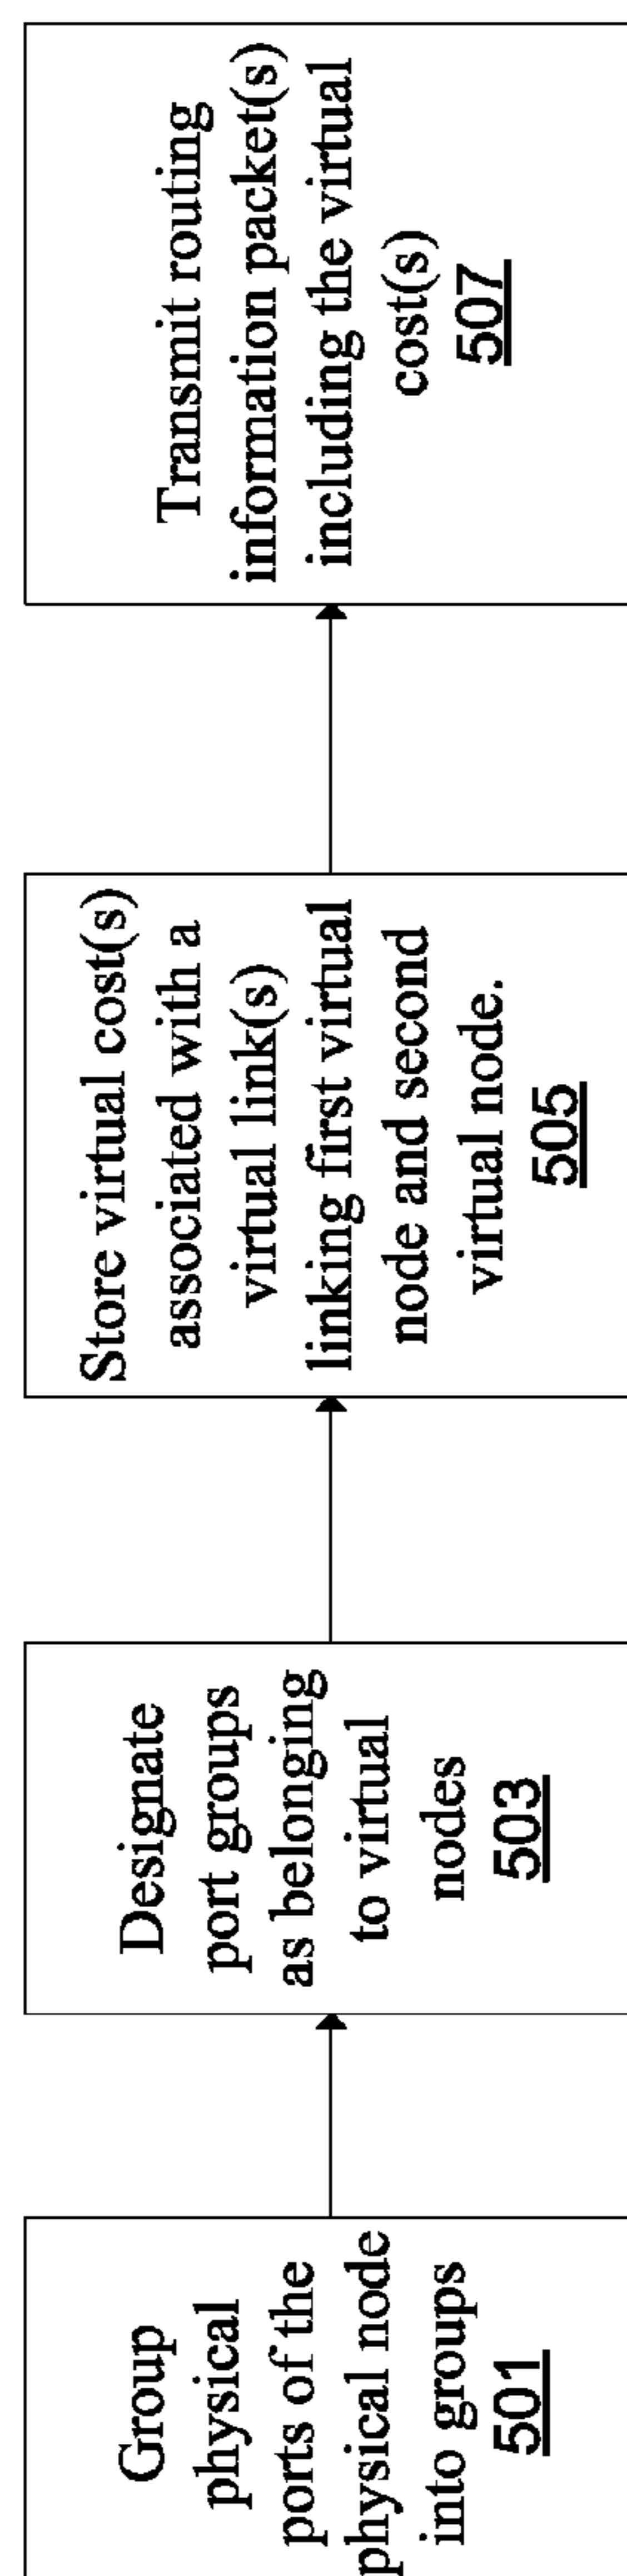 Group
physical
ports of the
physical node
into groups
501
Designate
port groups
as belonging
to virtual
nodes
503
Store virtual cost(s)
associated with a
virtual link(s)
linking first virtual
node and second
virtual node.
505
Transmit routing
information packet(s)
including the virtual
cost(s)
507